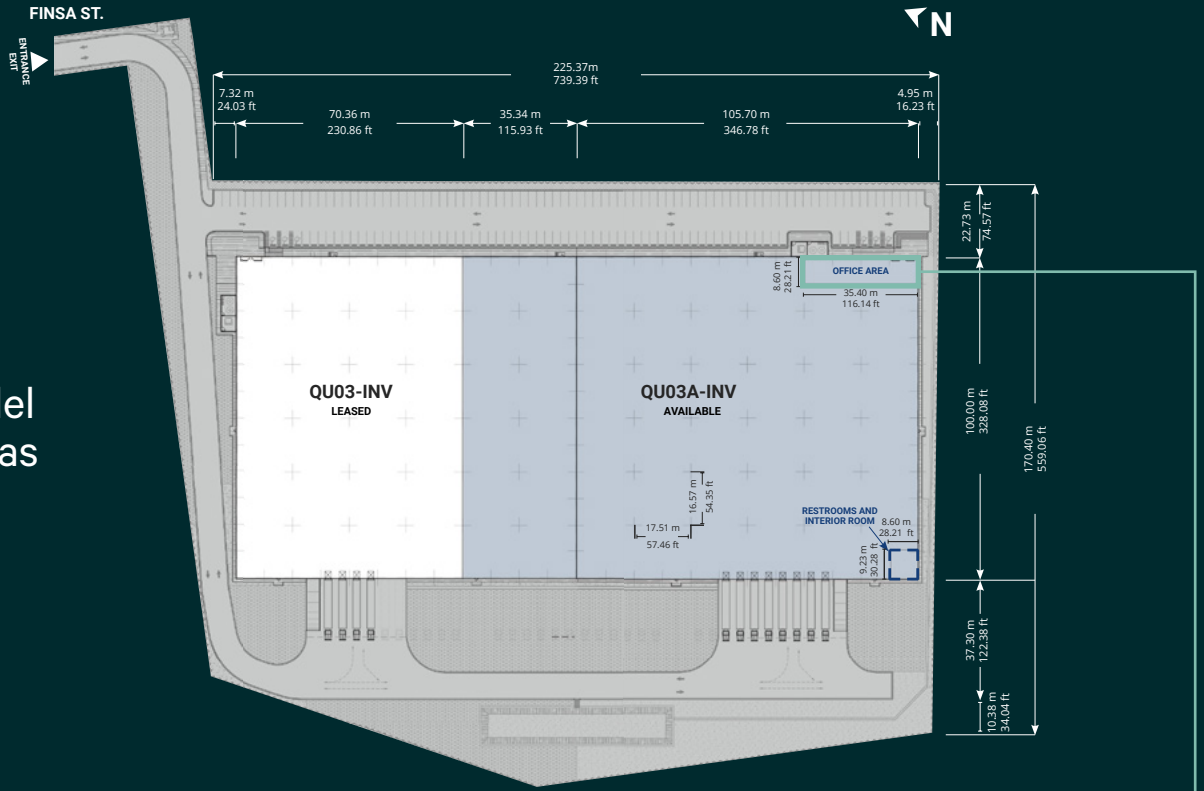 FINSA ST.
ENTRANCE
EXIT
N
225.37m
739.39 ft
7.32 m
24.03 ft
4.95 m
16.23 ft
70.36 m
230.86 ft
35.34 m
115.93 ft
105.70 m
346.78 ft
22.73 m
74.57 ft
8.60 m
28.21 ft
OFFICE AREA
35.40 m
116.14 ft
QU03-INV
LEASED
QU03A-INV
AVAILABLE
100.00 m
328.08 ft
170.40 m
559.06 ft
16.57 m
54.35 ft
17.51 m
57.46 ft
RESTROOMS AND
INTERIOR ROOM
8.60 m
28.21 ft
9.23 m
30.28 ft
37.30 m
122.38 ft
10.38 m
34.04 ft
lel
as